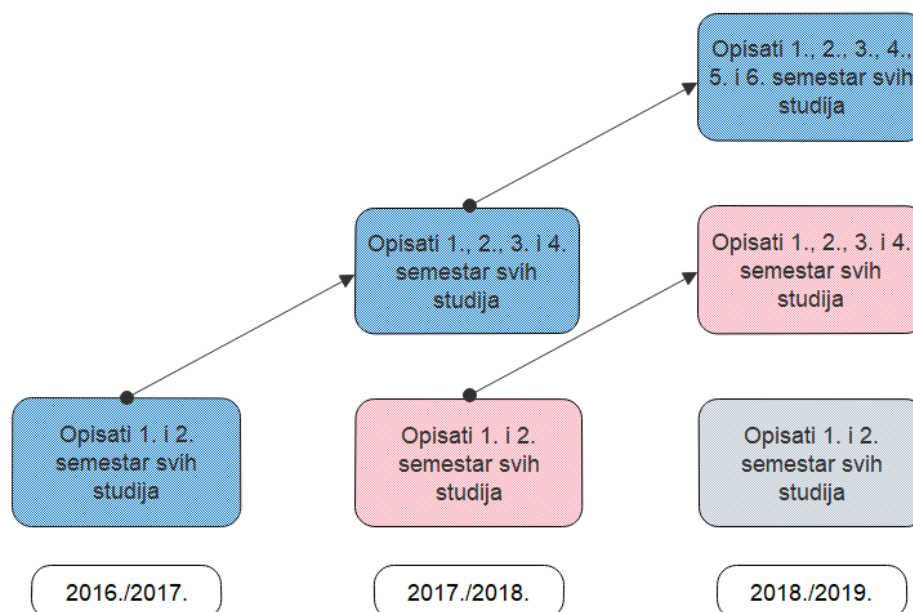 Opisati 1., 2., 3., 4.,
5. i 6. semestar svih
studija
Opisati 1., 2., 3. i 4.
semestar svih
studija
Opisati 1., 2., 3. i 4.
semestar svih
studija
Opisati 1. i 2.
semestar svih
studija
Opisati 1. i 2.
semestar svih
studija
Opisati 1. i 2.
semestar svih
studija
2016./2017.
2017./2018.
2018./2019.